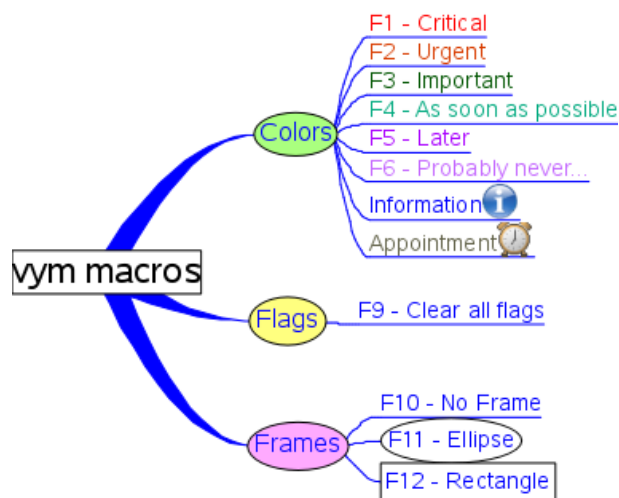 vym macros
Colors
F1 - Critical
F2 - Urgent
F3 - Important
F4 - As soon as possible
F5 - Later
F6 - Probably never...
Information
Appointment
Flags
F9 - Clear all flags
Frames
F10 - No Frame
F11 - Ellipse
F12 - Rectangle